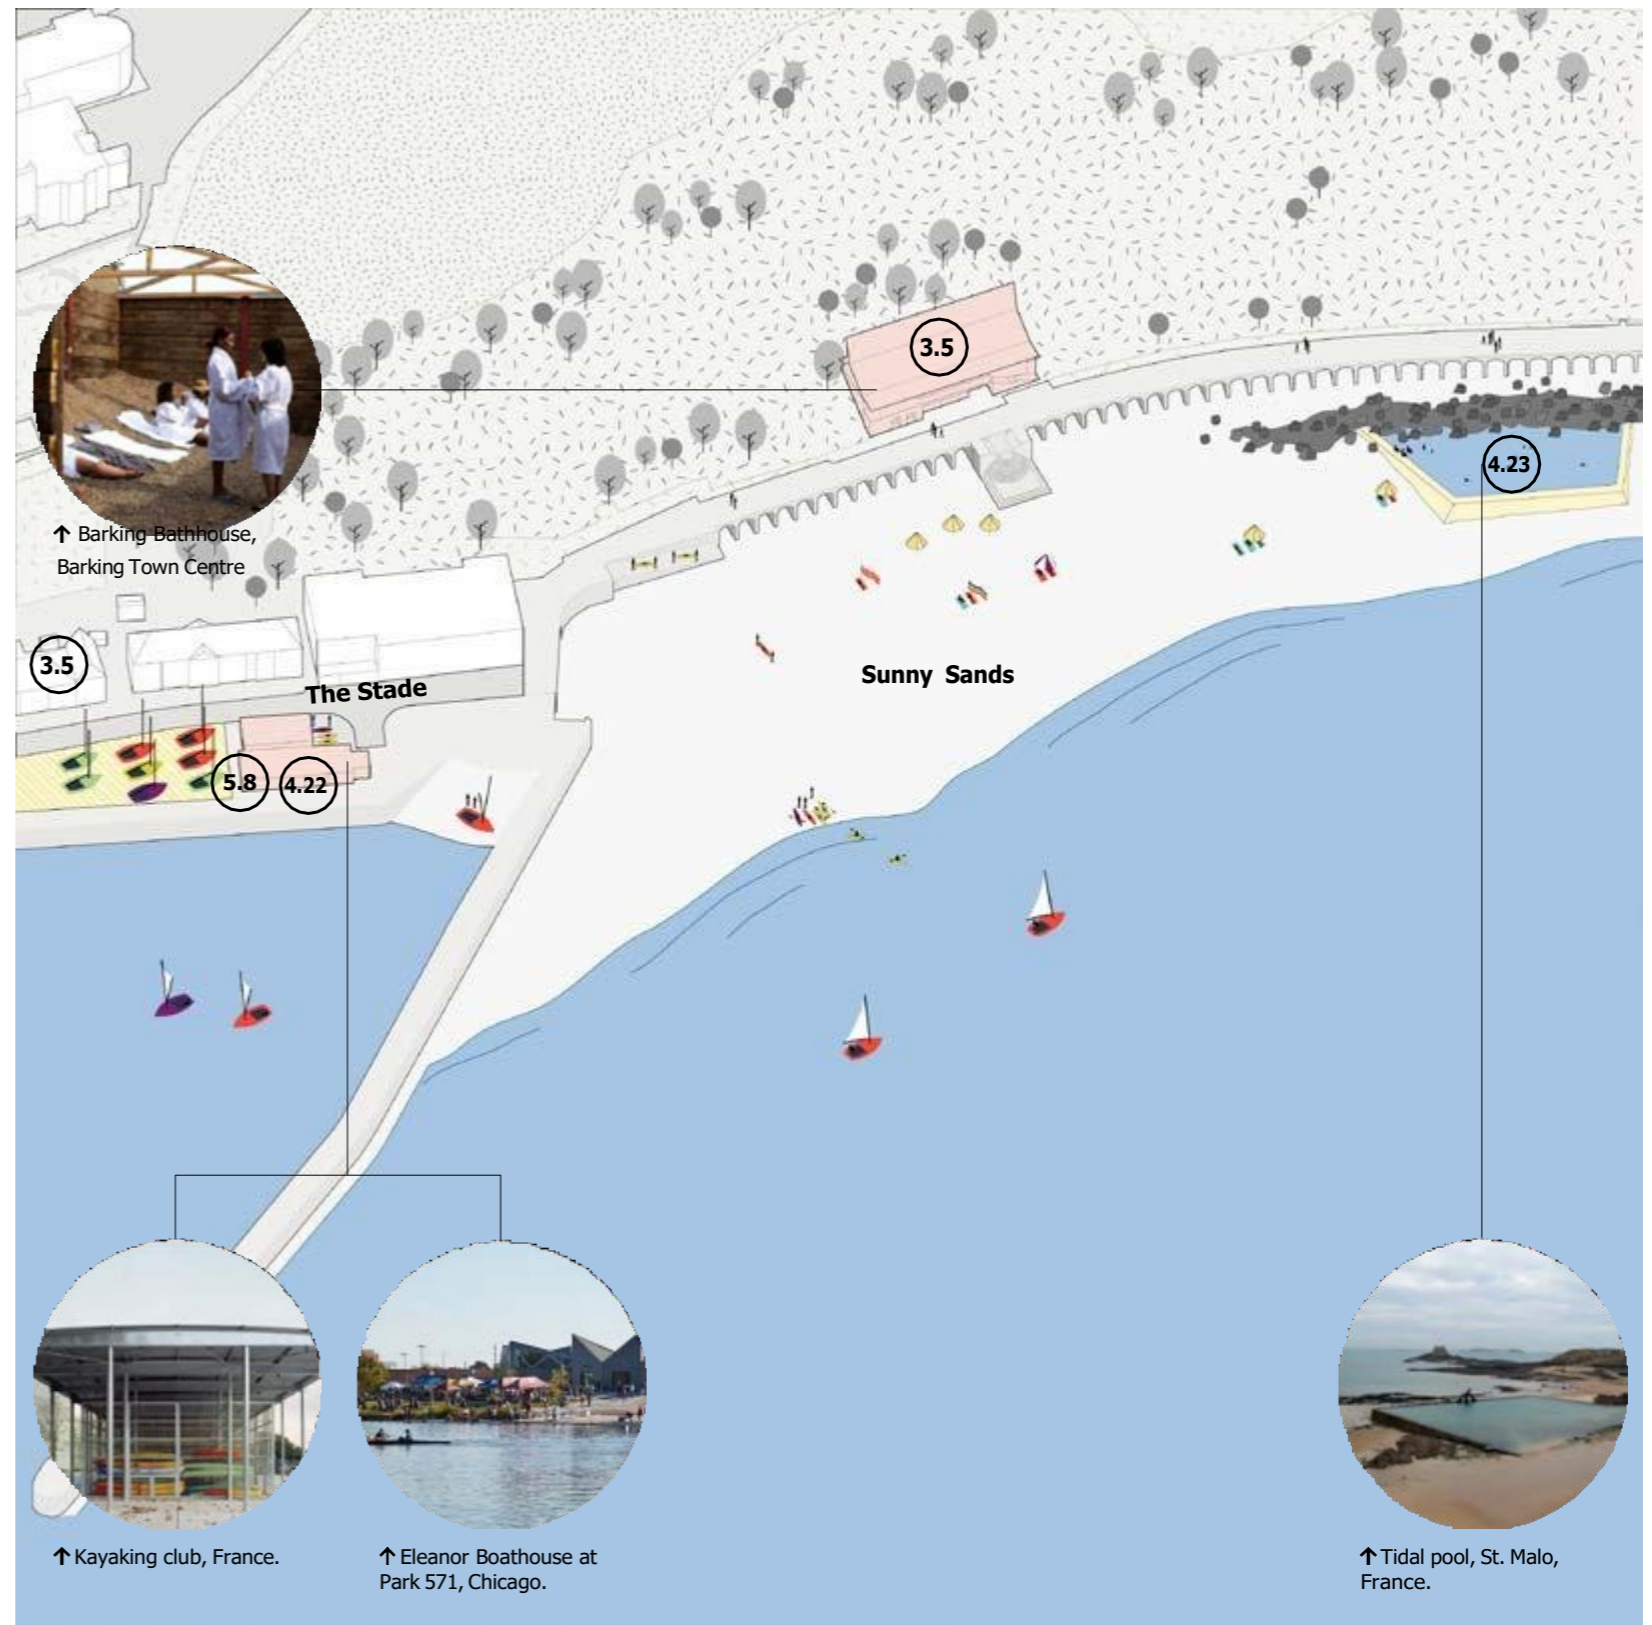 3.5
4.23
↑ Barking Bathhouse,
Barking Town Centre
3.5
The Stade
Sunny Sands
5.8
4.22
↑ Kayaking club, France.
↑ Eleanor Boathouse at
Park 571, Chicago.
↑ Tidal pool, St. Malo,
France.